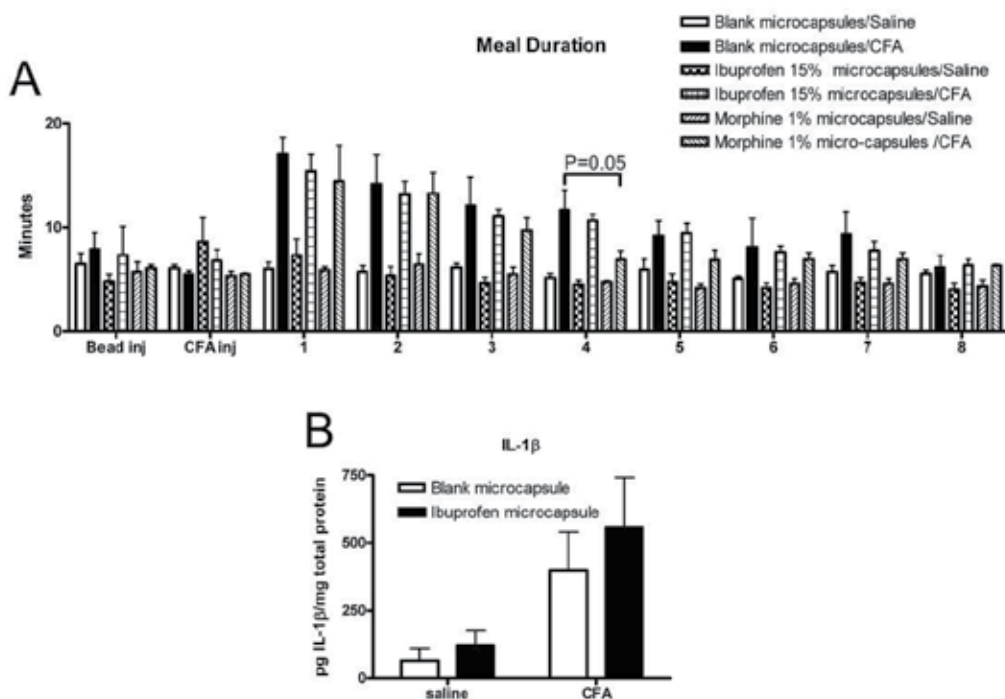 Blank microcapsules/Saline
Blank microcapsules/CFA
Ibuprofen 15% microcapsules/Saline
Ibuprofen 15% microcapsules/CFA
Morphine 1% microcapsules/Saline
Morphine 1% micro-capsules /CFA
Meal Duration
A
20
10
0
Minutes
P=0.05
Bead inj CFA inj 1 2 3 4 5 6 7 8
B
IL-1β
750
500
250
0
pg IL-1β/mg total protein
Blank microcapsule
Ibuprofen microcapsule
saline CFA